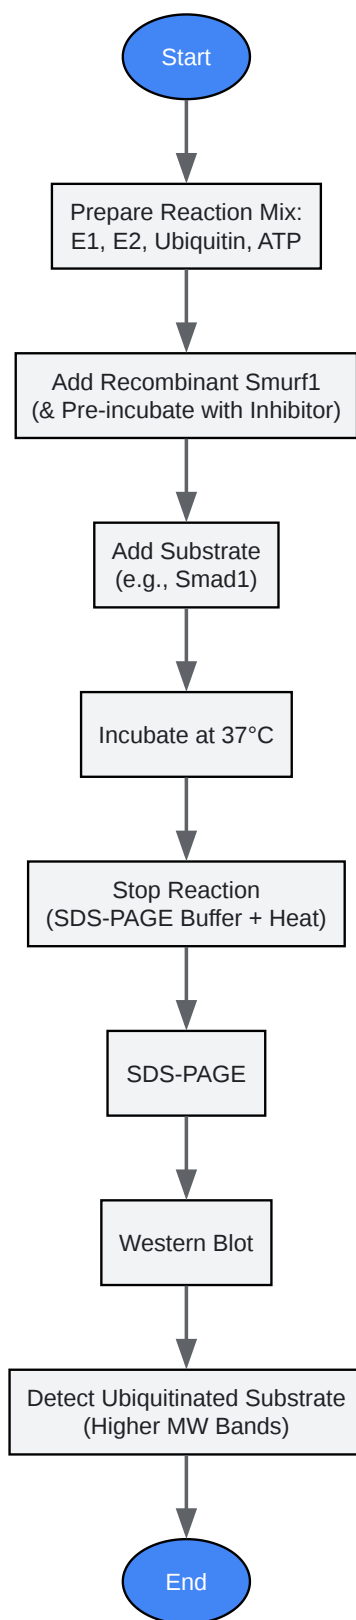 Start
Prepare Reaction Mix:
E1, E2, Ubiquitin, ATP
Add Recombinant Smurf1
(& Pre-incubate with Inhibitor)
Add Substrate
(e.g., Smad1)
Incubate at 37°C
Stop Reaction
(SDS-PAGE Buffer + Heat)
SDS-PAGE
Western Blot
Detect Ubiquitinated Substrate
(Higher MW Bands)
End